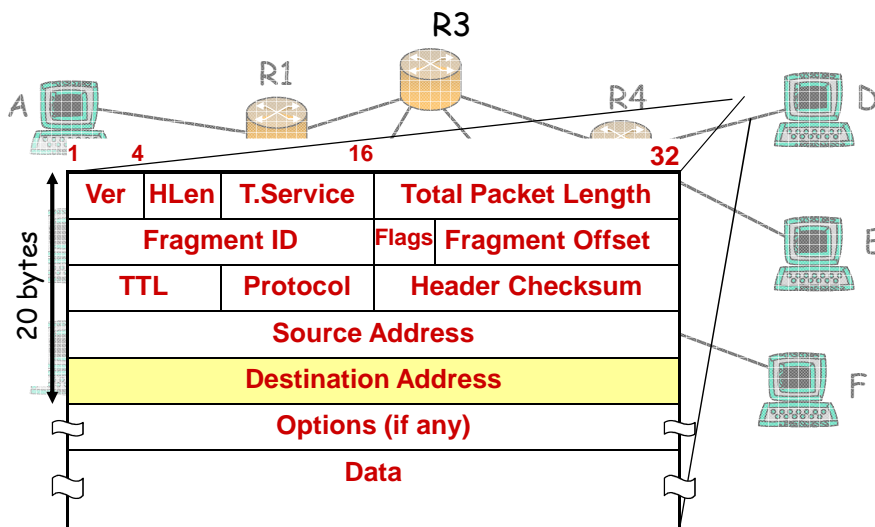 R3
R1
A
R4
D
1 4 16 32
Ver HLen T.Service Total Packet Length
Fragment ID Flags Fragment Offset
TTL Protocol Header Checksum
Source Address
Destination Address
Options (if any)
Data
20 bytes
E
F